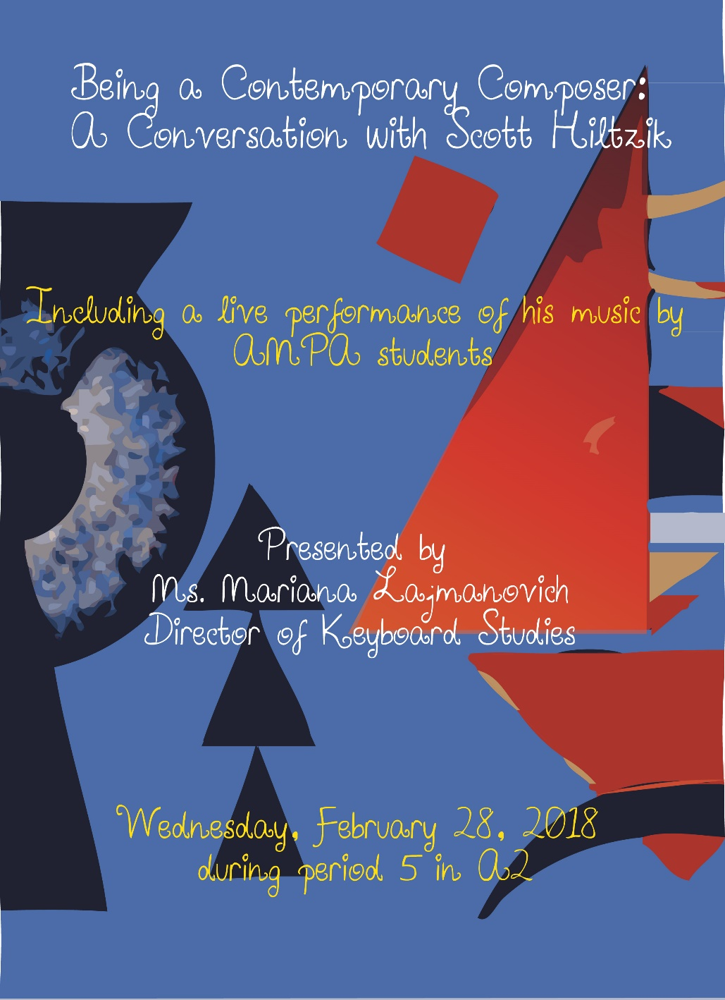 Being a Contemporary Composer:
A Conversation with Scott Hiltzik
Including a live performance of his music by
AMPA students
Presented by
Ms. Mariana Lajmanovich
Director of Keyboard Studies
Wednesday, February 28, 2018
during period 5 in A2